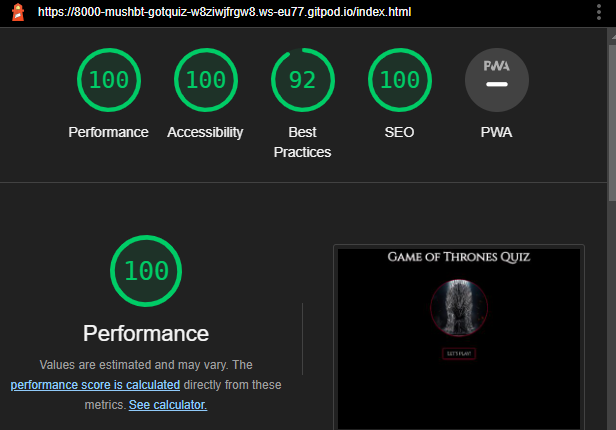 https://8000-mushbt-gotquiz-w8ziwjfrgw8.ws-eu77.gitpod.io/index.html
100
100
92
100
PWA
Performance
Accessibility
Best
Practices
SEO
PWA
100
Performance
Values are estimated and may vary. The
performance score is calculated directly from these
metrics. See calculator.
Game of Thrones Quiz
LET'S PLAY!